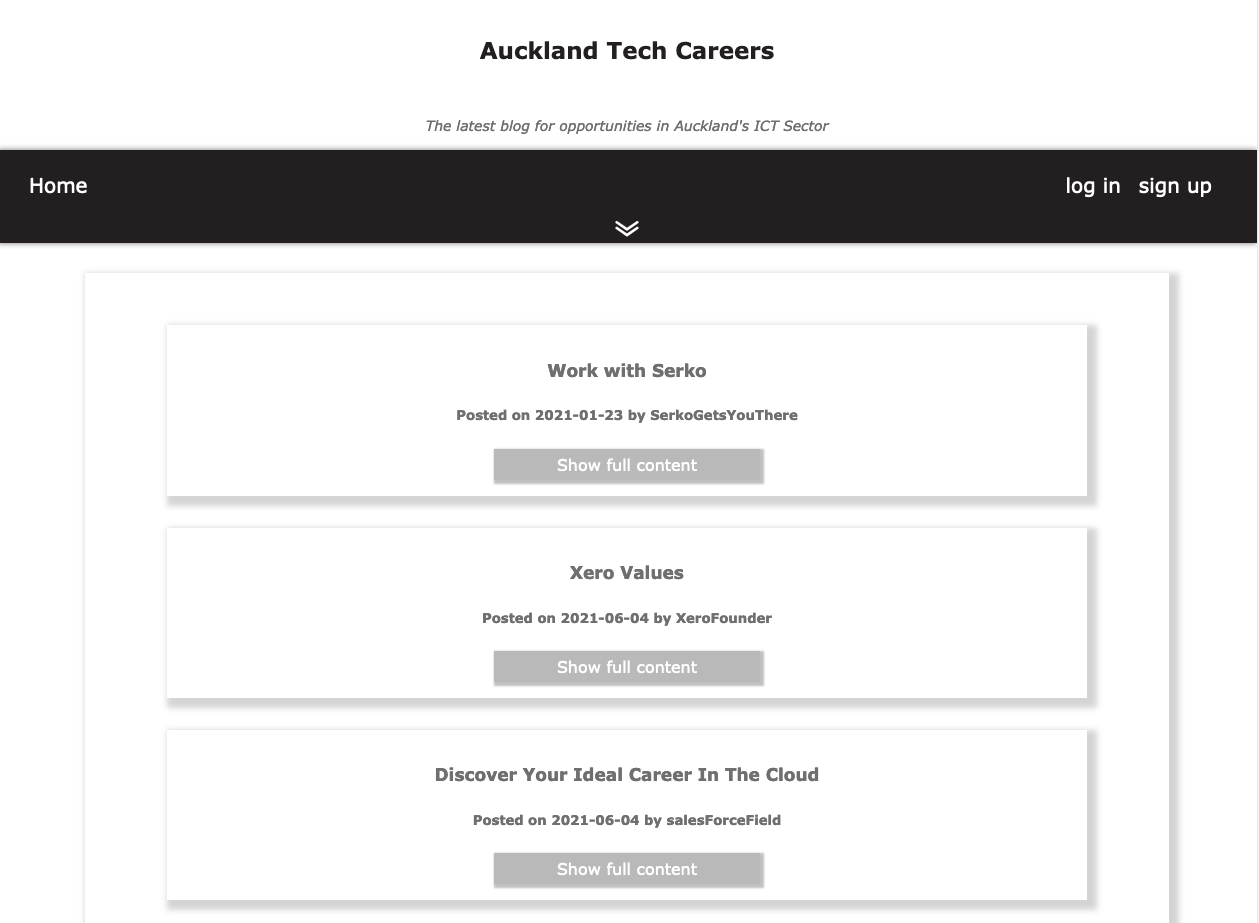 Auckland Tech Careers
The latest blog for opportunities in Auckland's ICT Sector
Home log in sign up
Work with Serko
Posted on 2021-01-23 by SerkoGetsYouThere
Show full content
Xero Values
Posted on 2021-06-04 by XeroFounder
Show full content
Discover Your Ideal Career In The Cloud
Posted on 2021-06-04 by salesForceField
Show full content